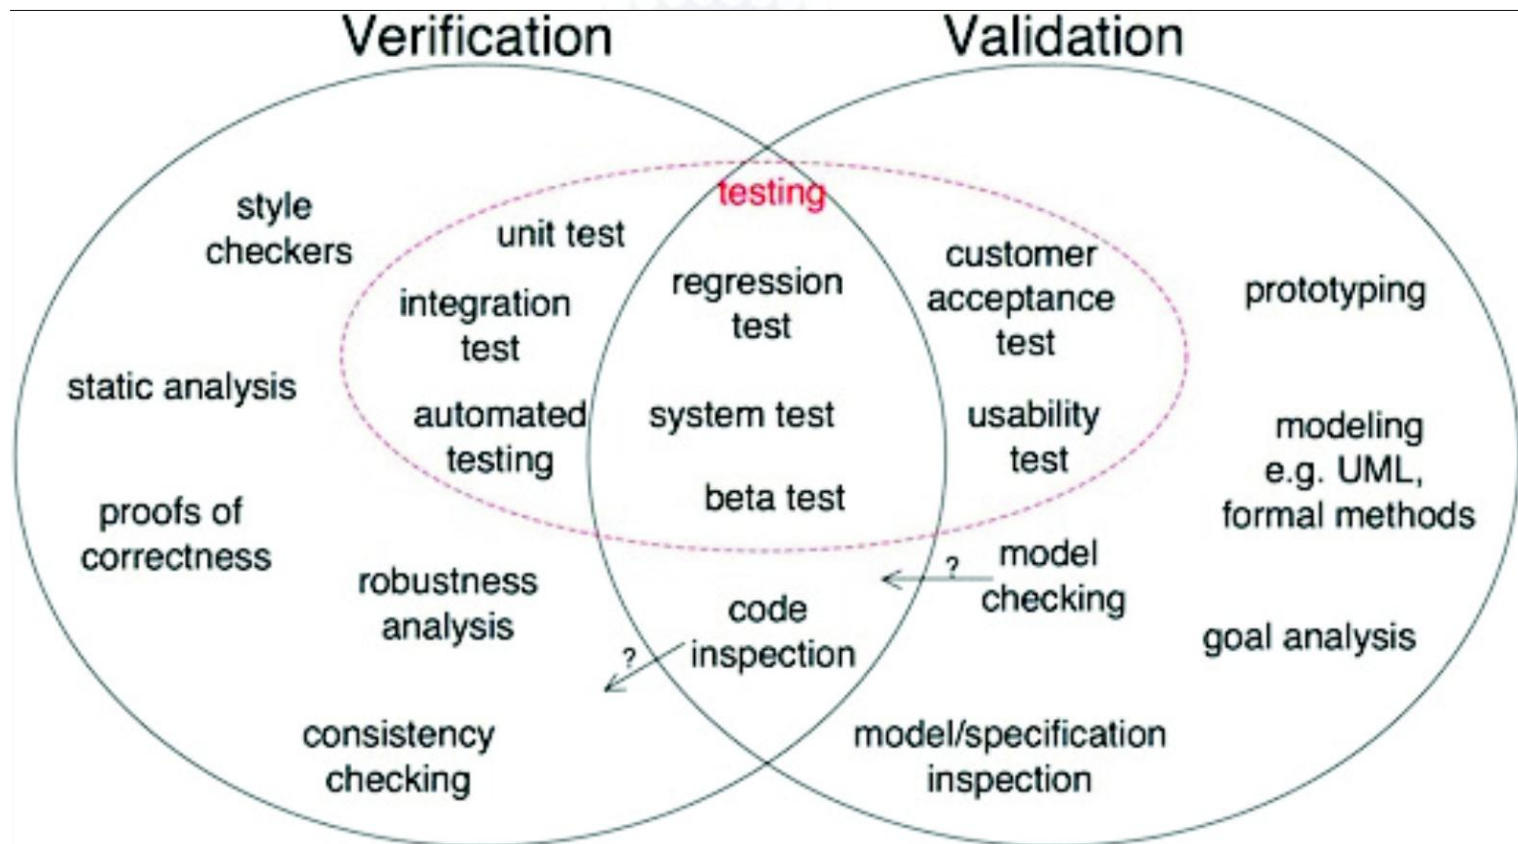 Verification
Validation
testing
style
checkers
unit test
integration
test
regression
test
customer
acceptance
test
prototyping
static analysis
automated
testing
system test
usability
test
modeling
e.g. UML,
formal methods
beta test
proofs of
correctness
robustness
analysis
code
inspection
?
?
model
checking
goal analysis
consistency
checking
model/specification
inspection